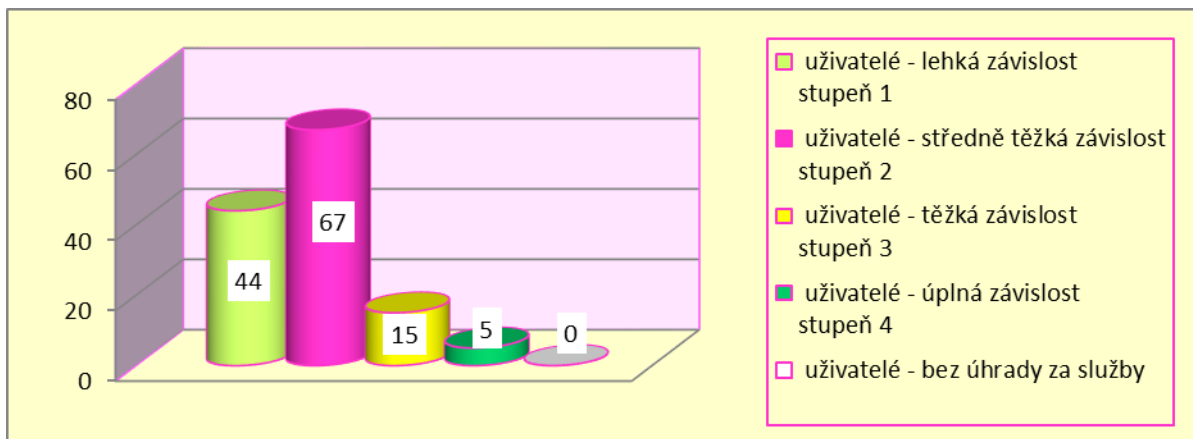 80
60
40
20
0
44
67
15
5
0
uživatelé - lehká závislost
stupeň 1
uživatelé - středně těžká závislost
stupeň 2
uživatelé - těžká závislost
stupeň 3
uživatelé - úplná závislost
stupeň 4
uživatelé - bez úhrady za služby